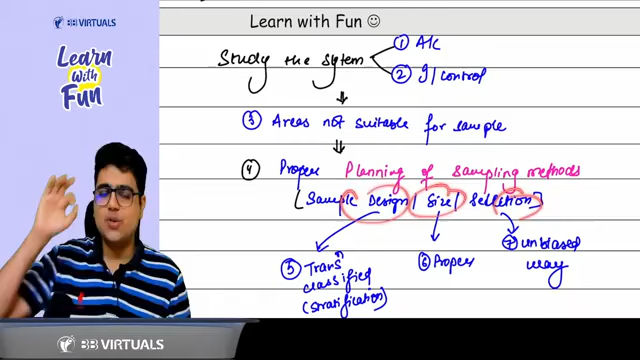 BB VIRTUALS
Learn with Fun ☺
Learn
With
Fun
Study the system
① A/c
② I/control
③ Areas not suitable for sample
④ Proper Planning of sampling methods
[Sample Design / Size / Selection]
⑤ Transⁿ
classified
(Stratification)
⑥ Proper
⑦ unbiased
way
BB VIRTUALS